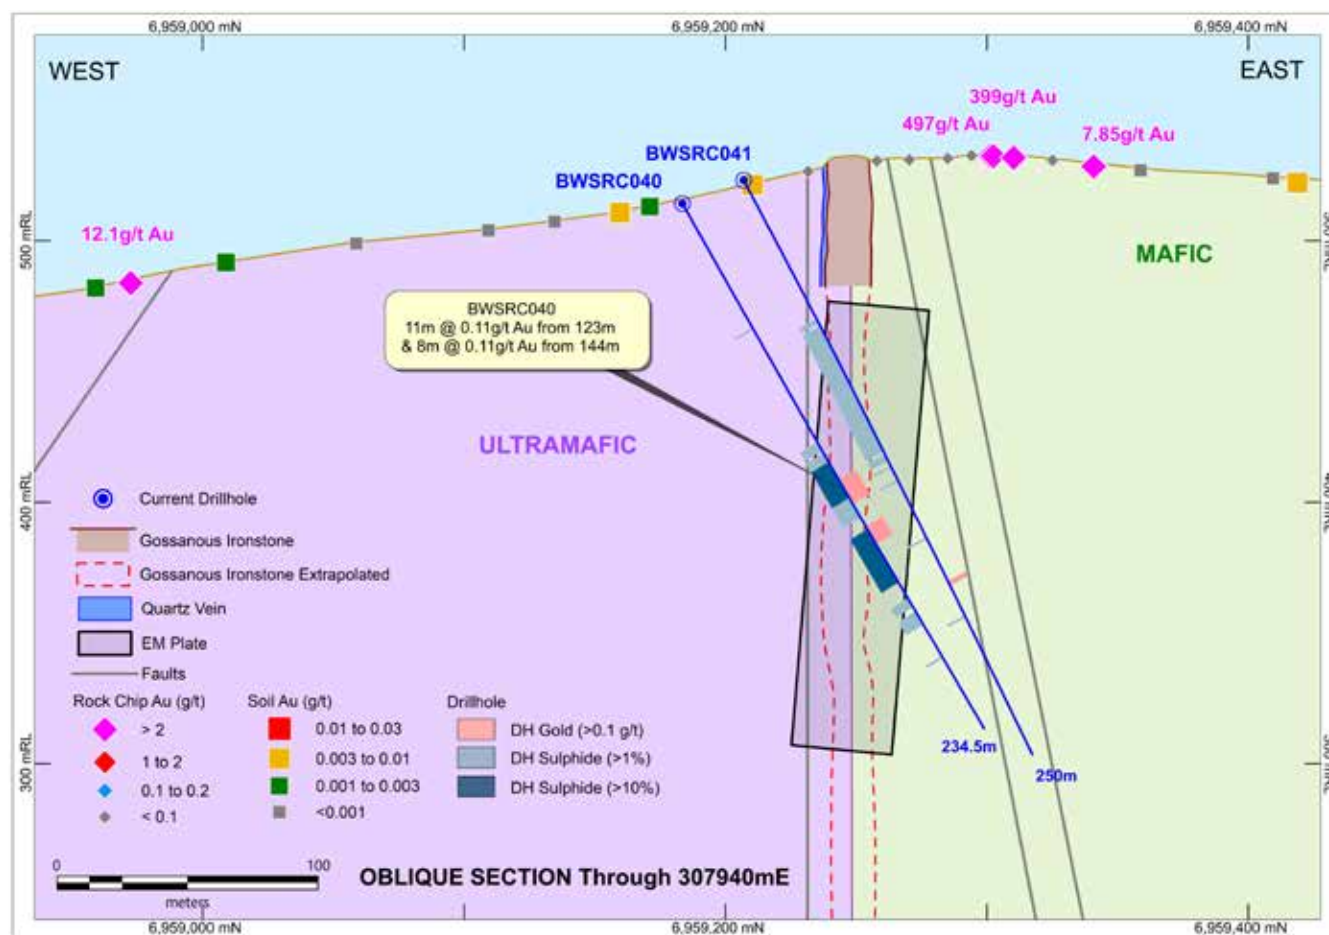 6,959,000 mN
6,959,200 mN
6,959,400 mN
WEST
EAST
399g/t Au
497g/t Au
7.85g/t Au
BWSRC041
BWSRC040
12.1g/t Au
500 mRL
MAFIC
BWSRC040
11m @ 0.11g/t Au from 123m
& 8m @ 0.11g/t Au from 144m
ULTRAMAFIC
400 mRL
400 mRL
Current Drillhole
Gossanous Ironstone
Gossanous Ironstone Extrapolated
Quartz Vein
EM Plate
Faults
Rock Chip Au (g/t)
> 2
1 to 2
0.1 to 0.2
< 0.1
Soil Au (g/t)
0.01 to 0.03
0.003 to 0.01
0.001 to 0.003
<0.001
Drillhole
DH Gold (>0.1 g/t)
DH Sulphide (>1%)
DH Sulphide (>10%)
234.5m
250m
300 mRL
0
100
meters
OBLIQUE SECTION Through 307940mE
6,959,000 mN
6,959,200 mN
6,959,400 mN